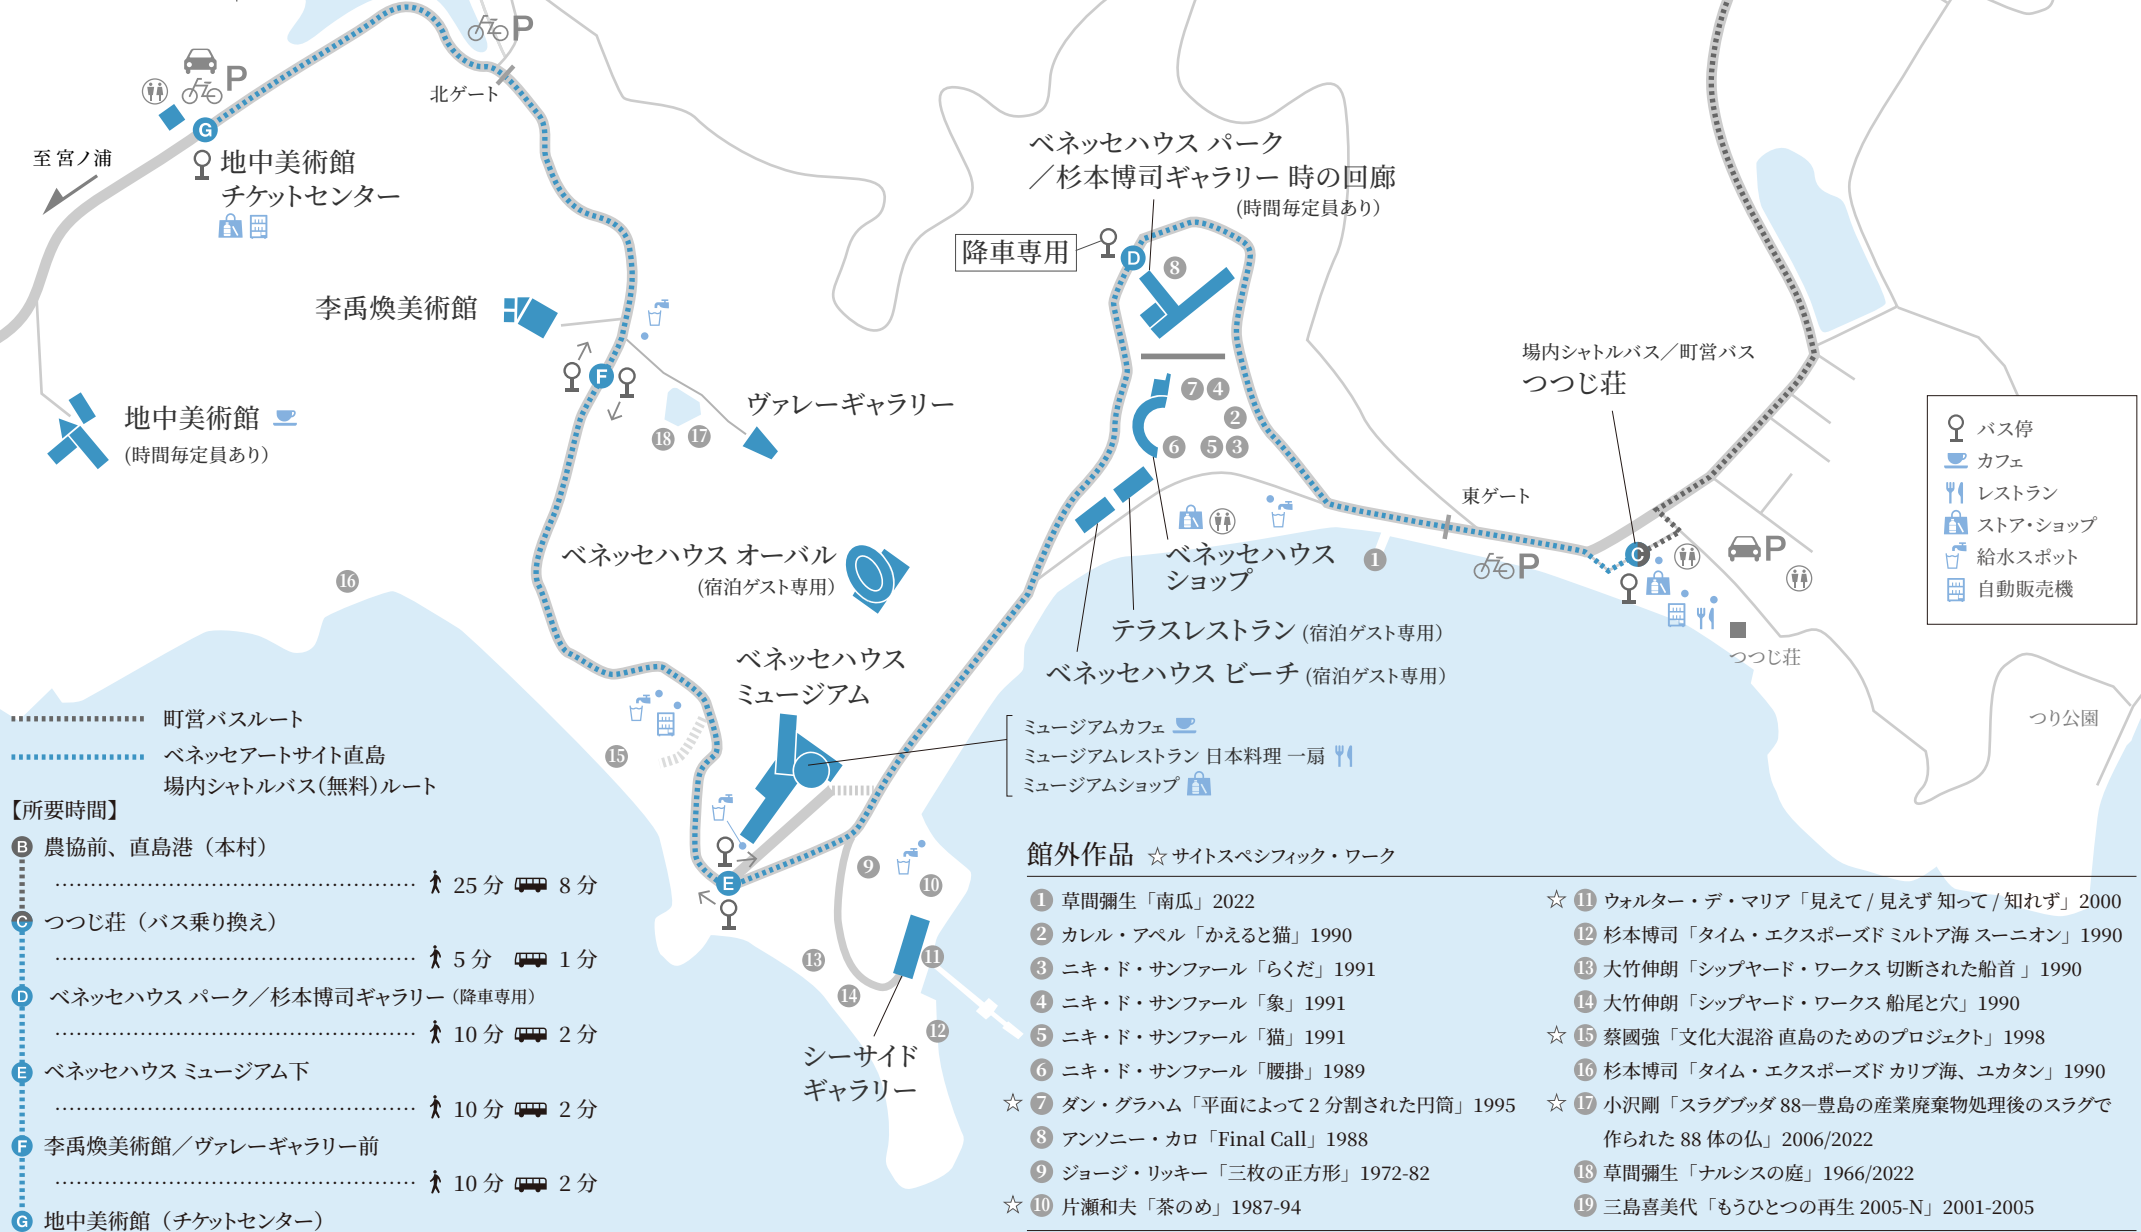 P
北ゲート
P
G
至 宮ノ浦
地中美術館
チケットセンター
ベネッセハウス パーク
／杉本博司ギャラリー 時の回廊
(時間毎定員あり)
降車専用
D
8
李禹煥美術館
F
場内シャトルバス／町営バス
つつじ荘
ヴァレーギャラリー
18
17
地中美術館
(時間毎定員あり)
7
4
2
6
5
3
バス停
カフェ
レストラン
ストア・ショップ
給水スポット
自動販売機
東ゲート
ベネッセハウス オーバル
(宿泊ゲスト専用)
16
ベネッセハウス
ショップ
1
P
C
P
テラスレストラン (宿泊ゲスト専用)
ベネッセハウス ビーチ (宿泊ゲスト専用)
つつじ荘
つり公園
ベネッセハウス
ミュージアム
15
ミュージアムカフェ
ミュージアムレストラン 日本料理 一扇
ミュージアムショップ
E
9
10
11
13
14
12
シーサイド
ギャラリー
町営バスルート
ベネッセアートサイト直島
場内シャトルバス(無料)ルート
【所要時間】
B 農協前、直島港（本村）
25 分 8 分
C つつじ荘（バス乗り換え）
5 分 1 分
D ベネッセハウス パーク／杉本博司ギャラリー（降車専用）
10 分 2 分
E ベネッセハウス ミュージアム下
10 分 2 分
F 李禹煥美術館／ヴァレーギャラリー前
10 分 2 分
G 地中美術館（チケットセンター）
館外作品 ☆サイトスペシフィック・ワーク
1 草間彌生「南瓜」2022
2 カレル・アペル「かえると猫」1990
3 ニキ・ド・サンファール「らくだ」1991
4 ニキ・ド・サンファール「象」1991
5 ニキ・ド・サンファール「猫」1991
6 ニキ・ド・サンファール「腰掛」1989
☆ 7 ダン・グラハム「平面によって 2 分割された円筒」1995
8 アンソニー・カロ「Final Call」1988
9 ジョージ・リッキー「三枚の正方形」1972-82
☆ 10 片瀬和夫「茶のめ」1987-94
☆ 11 ウォルター・デ・マリア「見えて / 見えず 知って / 知れず」2000
12 杉本博司「タイム・エクスポーズド ミルトア海 スーニオン」1990
13 大竹伸朗「シップヤード・ワークス 切断された船首 」1990
14 大竹伸朗「シップヤード・ワークス 船尾と穴」1990
☆ 15 蔡國強「文化大混浴 直島のためのプロジェクト」1998
16 杉本博司「タイム・エクスポーズド カリブ海、ユカタン」1990
☆ 17 小沢剛「スラグブッダ 88－豊島の産業廃棄物処理後のスラグで
作られた 88 体の仏」2006/2022
18 草間彌生「ナルシスの庭」1966/2022
19 三島喜美代「もうひとつの再生 2005-N」2001-2005